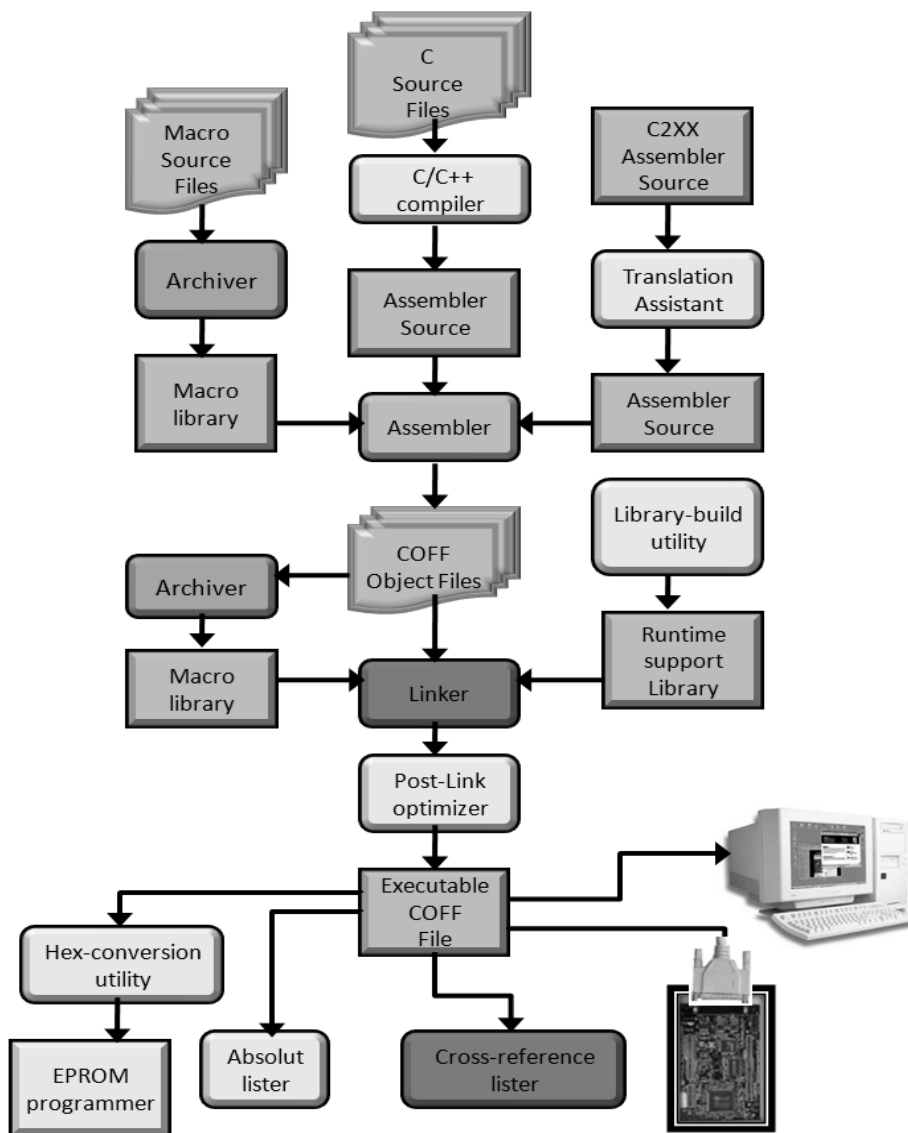 C
Source
Files
Macro
Source
Files
C2XX
Assembler
Source
C/C++
compiler
Archiver
Assembler
Source
Translation
Assistant
Macro
library
Assembler
Assembler
Source
COFF
Object Files
Library-build
utility
Archiver
Macro
library
Linker
Runtime
support
Library
Post-Link
optimizer
Executable
COFF
File
Hex-conversion
utility
EPROM
programmer
Absolut
lister
Cross-reference
lister